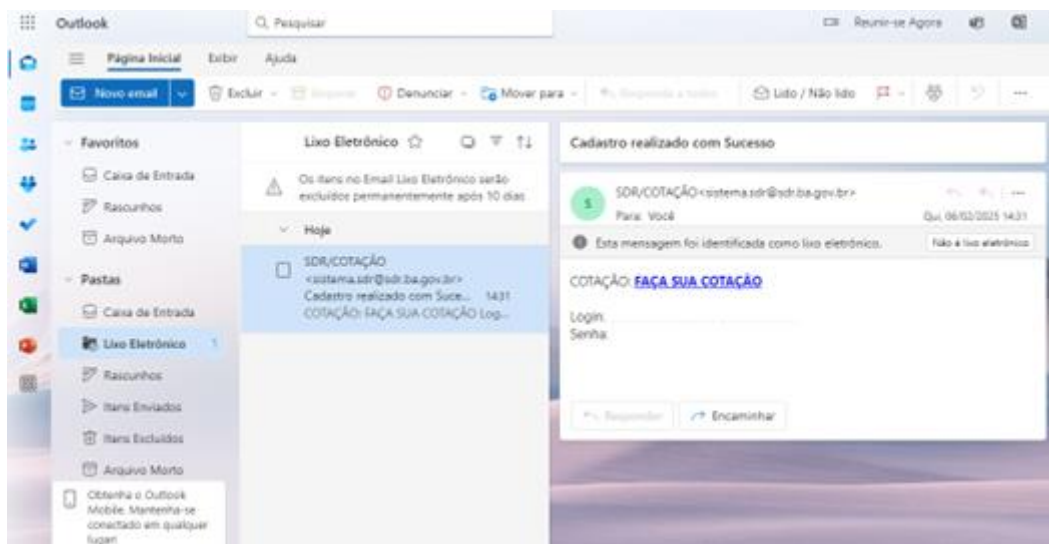 Outlook
Pesquisar
Reunir-se Agora
Página Inicial Exibir Ajuda
Novo email Excluir Arquivar Denunciar Mover para Responder a todos Lido / Não lido
Favoritos
Caixa de Entrada
Rascunhos
Arquivo Morto
Pastas
Caixa de Entrada
Lixo Eletrônico 1
Rascunhos
Itens Enviados
Itens Excluídos
Arquivo Morto
Obtenha o Outlook
Mobile. Mantenha-se
conectado em qualquer
lugar!
Lixo Eletrônico
Os itens no Email Lixo Eletrônico serão
excluídos permanentemente após 10 dias
Hoje
SDR/COTAÇÃO
<sistema.sdr@sdr.ba.gov.br>
Cadastro realizado com Suce... 14:31
COTAÇÃO: FAÇA SUA COTAÇÃO Log...
Cadastro realizado com Sucesso
S
SDR/COTAÇÃO<sistema.sdr@sdr.ba.gov.br>
Para: Você
Qui, 06/02/2025 14:31
Esta mensagem foi identificada como lixo eletrônico.
Não é lixo eletrônico
COTAÇÃO: FAÇA SUA COTAÇÃO
Login:
Senha:
Responder
Encaminhar